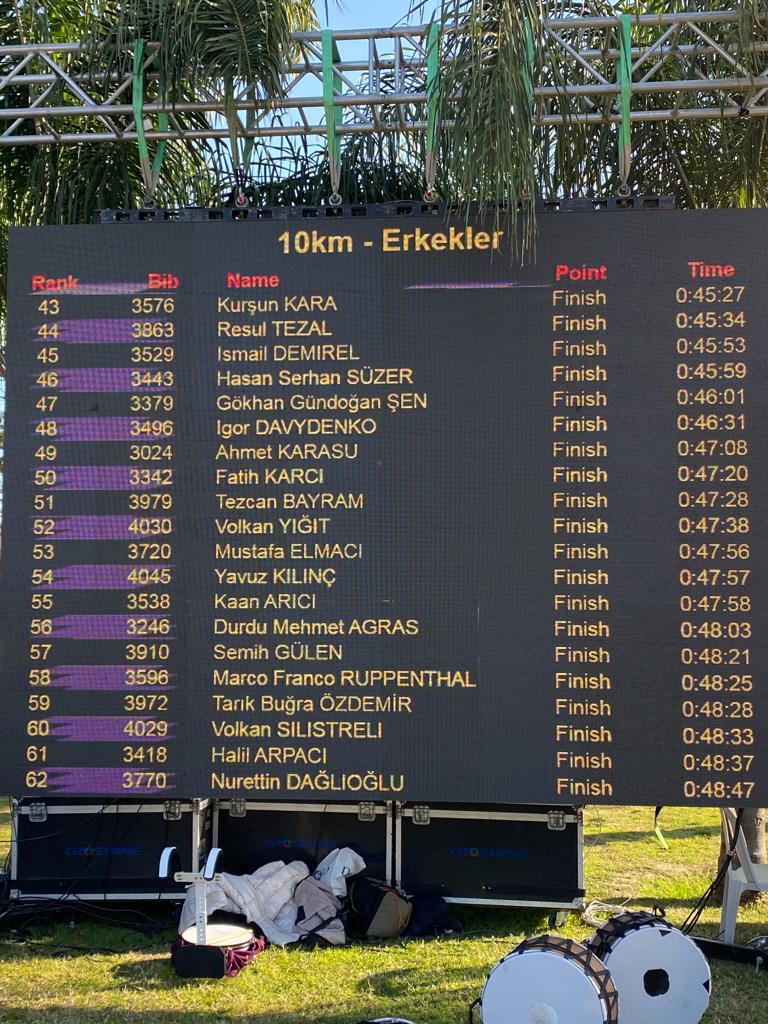 10km - Erkekler
Rank Bib Name Point Time
43 3576 Kurşun KARA Finish 0:45:27
44 3863 Resul TEZAL Finish 0:45:34
45 3529 Ismail DEMIREL Finish 0:45:53
46 3443 Hasan Serhan SÜZER Finish 0:45:59
47 3379 Gökhan Gündoğan ŞEN Finish 0:46:01
48 3496 Igor DAVYDENKO Finish 0:46:31
49 3024 Ahmet KARASU Finish 0:47:08
50 3342 Fatih KARCI Finish 0:47:20
51 3979 Tezcan BAYRAM Finish 0:47:28
52 4030 Volkan YIĞIT Finish 0:47:38
53 3720 Mustafa ELMACI Finish 0:47:56
54 4045 Yavuz KILINÇ Finish 0:47:57
55 3538 Kaan ARICI Finish 0:47:58
56 3246 Durdu Mehmet AGRAS Finish 0:48:03
57 3910 Semih GÜLEN Finish 0:48:21
58 3596 Marco Franco RUPPENTHAL Finish 0:48:25
59 3972 Tarık Buğra ÖZDEMİR Finish 0:48:28
60 4029 Volkan SILISTRELI Finish 0:48:33
61 3418 Halil ARPACI Finish 0:48:37
62 3770 Nurettin DAĞLIOĞLU Finish 0:48:47
GLOSHINE GLOSHINE GLOSHINE